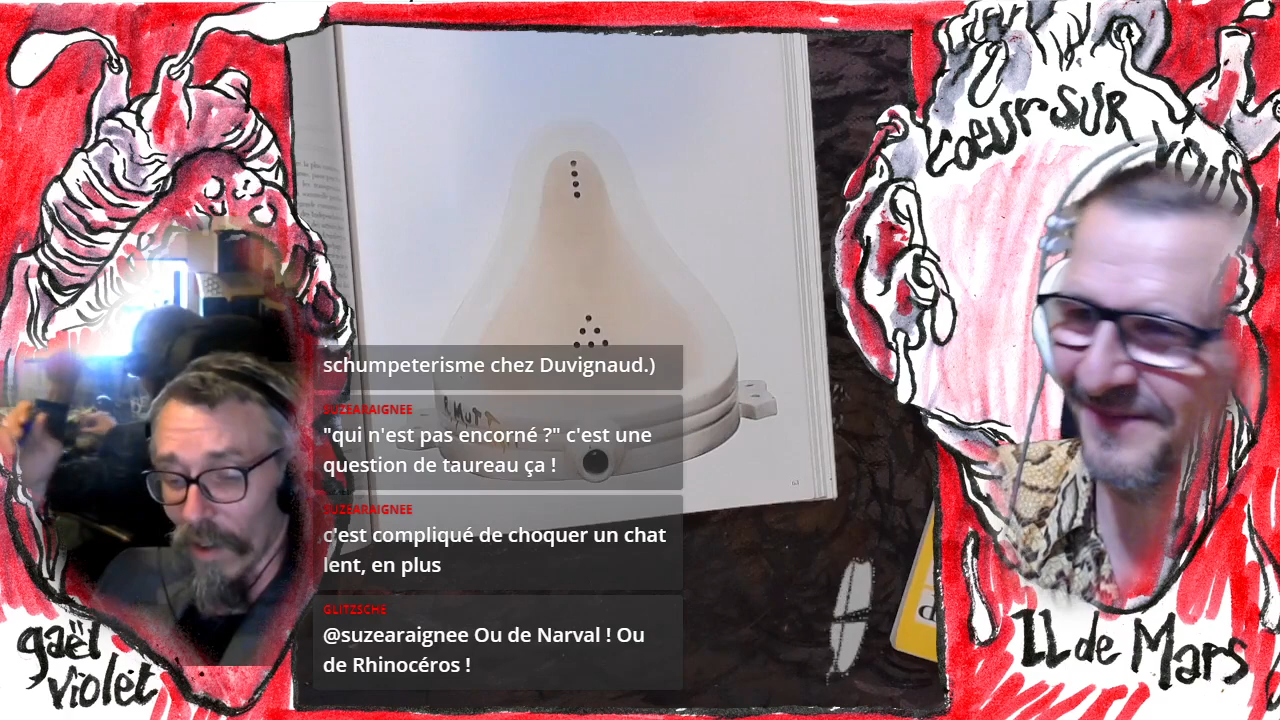 cœur sur
vous
schumpeterisme chez Duvignaud.)
SUZEARAIGNEE
"qui n'est pas encorné ?" c'est une
question de taureau ça !
SUZEARAIGNEE
c'est compliqué de choquer un chat
lent, en plus
GLITZSCHE
@suzearaignee Ou de Narval ! Ou
de Rhinocéros !
gaël
violet
LL de Mars